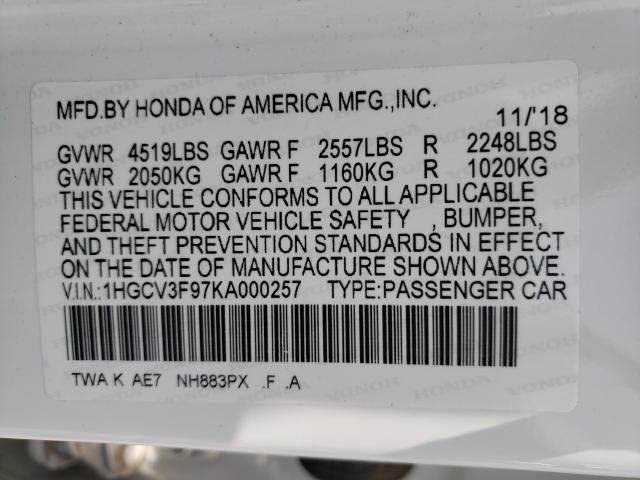 MFD.BY HONDA OF AMERICA MFG.,INC. 11/'18
GVWR 4519LBS GAWR F 2557LBS R 2248LBS
GVWR 2050KG GAWR F 1160KG R 1020KG
THIS VEHICLE CONFORMS TO ALL APPLICABLE
FEDERAL MOTOR VEHICLE SAFETY , BUMPER,
AND THEFT PREVENTION STANDARDS IN EFFECT
ON THE DATE OF MANUFACTURE SHOWN ABOVE.
V.I.N.:1HGCV3F97KA000257 TYPE:PASSENGER CAR
TWA K AE7 NH883PX .F .A